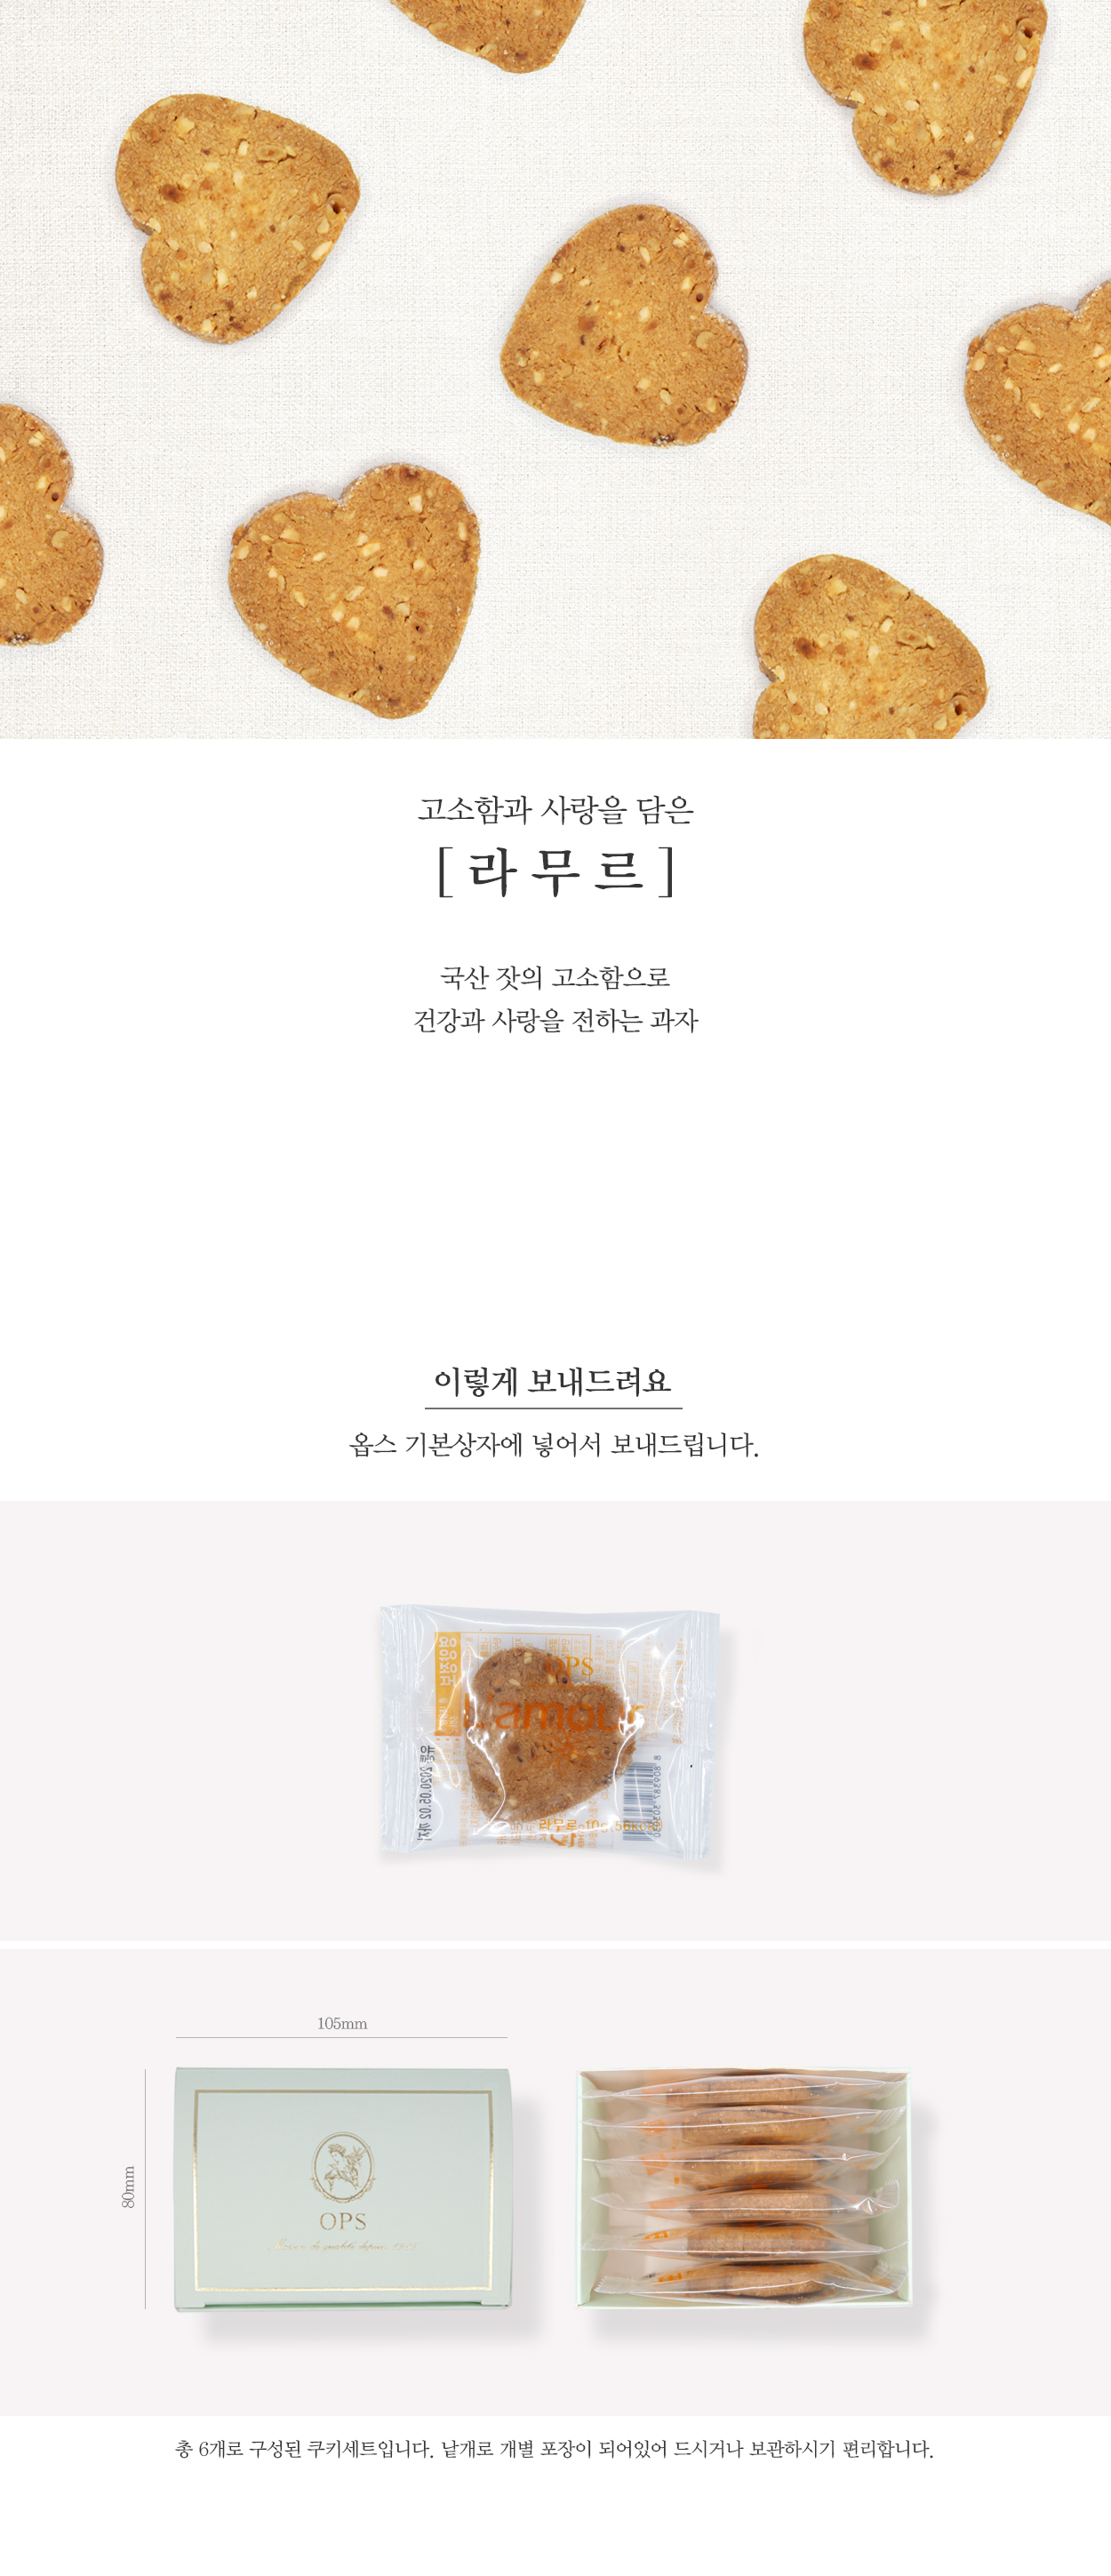 고소함과 사랑을 담은
[ 라 무 르 ]
국산 잣의 고소함으로
건강과 사랑을 전하는 과자
이렇게 보내드려요
옵스 기본상자에 넣어서 보내드립니다.
OPS
L'amour
라무르 10g, 56kcal
105mm
80mm
OPS
총 6개로 구성된 쿠키세트입니다. 낱개로 개별 포장이 되어있어 드시거나 보관하시기 편리합니다.